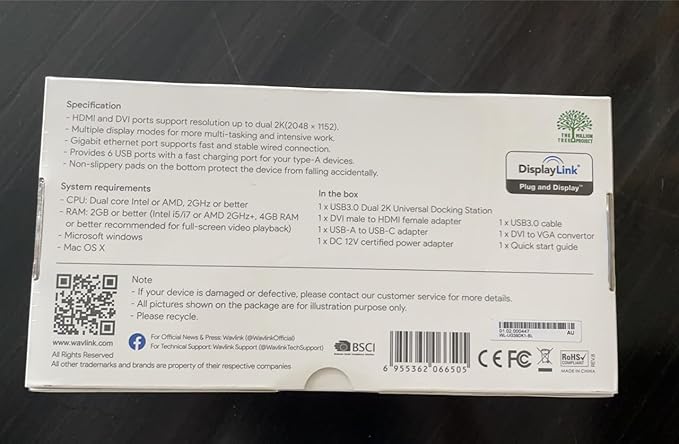 Specification
- HDMI and DVI ports support resolution up to dual 2K(2048 × 1152).
- Multiple display modes for more multi-tasking and intensive work.
- Gigabit ethernet port supports fast and stable wired connection.
- Provides 6 USB ports with a fast charging port for your type-A devices.
- Non-slippery pads on the bottom protect the device from falling accidentally.
THE MILLION
TREE PROJECT
DisplayLink™
Plug and Display™
System requirements
- CPU: Dual core Intel or AMD, 2GHz or better
- RAM: 2GB or better (Intel i5/i7 or AMD 2GHz+, 4GB RAM
or better recommended for full-screen video playback)
- Microsoft windows
- Mac OS X
In the box
1 x USB3.0 Dual 2K Universal Docking Station
1 x DVI male to HDMI female adapter
1 x USB-A to USB-C adapter
1 x DC 12V certified power adapter
1 x USB3.0 cable
1 x DVI to VGA convertor
1 x Quick start guide
Note
- If your device is damaged or defective, please contact our customer service for more details.
- All pictures shown on the package are for illustration purpose only.
- Please recycle.
www.wavlink.com
For Official News & Press: Wavlink (@WavlinkOfficial)
For Technical Support: Wavlink Support (@WavlinkTechSupport)
All Rights Reserved
All other trademarks and brands are property of their respective companies
BSCI
6 955362 066505
01.02.000447
AU
CE FC
RoHS
COMPLIANT
MADE IN CHINA